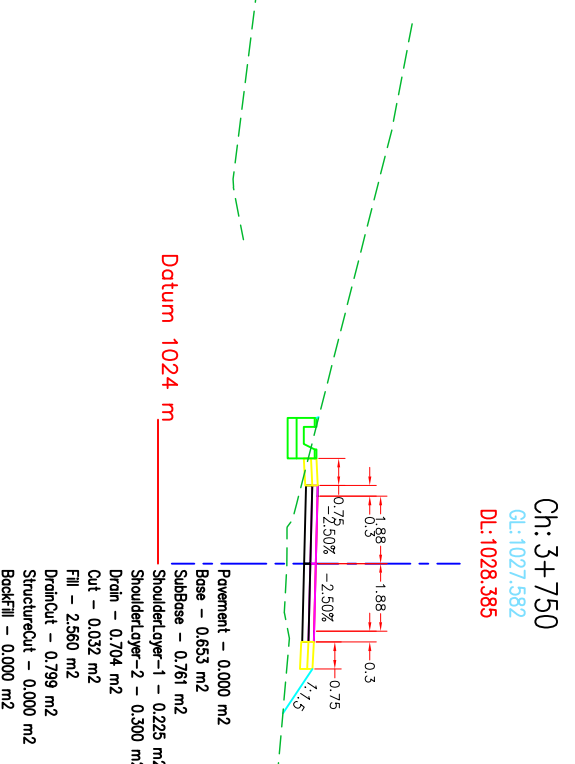 Ch: 3+750
GL:1027.582
DL:1028.385
1.88
1.88
0.3
0.3
0.75
0.75
-2.50%
-2.50%
1:1.5
Datum 1024 m
Pavement - 0.000 m2
Base - 0.653 m2
SubBase - 0.761 m2
ShoulderLayer-1 - 0.225 m2
ShoulderLayer-2 - 0.300 m2
Drain - 0.704 m2
Cut - 0.032 m2
Fill - 2.560 m2
DrainCut - 0.799 m2
StructureCut - 0.000 m2
BackFill - 0.000 m2